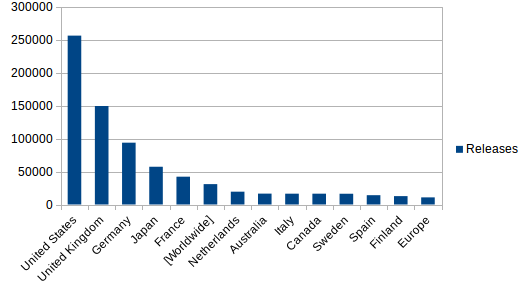 300000
250000
200000
150000
100000
50000
0
United States
United Kingdom
Germany
Japan
France
[Worldwide]
Netherlands
Australia
Italy
Canada
Sweden
Spain
Finland
Europe
Releases